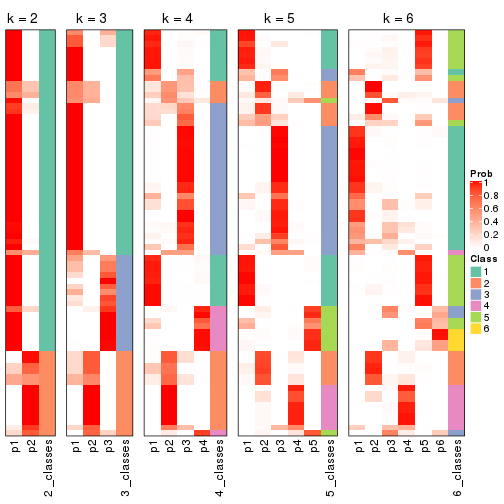 k = 2
k = 3
k = 4
k = 5
k = 6
p1
p2
2_classes
p1
p2
p3
3_classes
p1
p2
p3
p4
4_classes
p1
p2
p3
p4
p5
5_classes
p1
p2
p3
p4
p5
p6
6_classes
Prob
1
0.8
0.6
0.4
0.2
0
Class
1
2
3
4
5
6